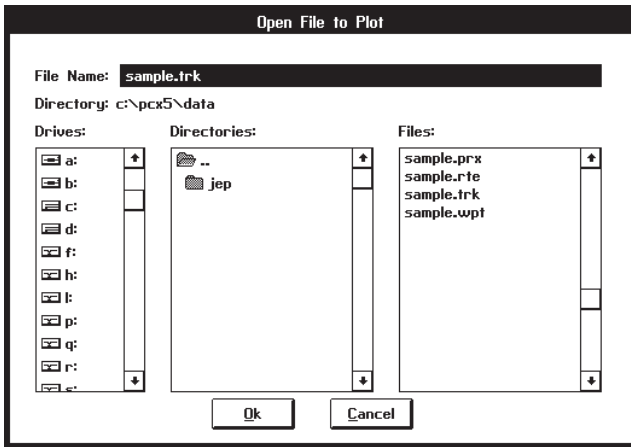 Open File to Plot
File Name: sample.trk
Directory: c:\pcx5\data
Drives:
a:
b:
c:
d:
f:
h:
l:
p:
q:
r:
s:
Directories:
..
jep
Files:
sample.prx
sample.rte
sample.trk
sample.wpt
Ok
Cancel